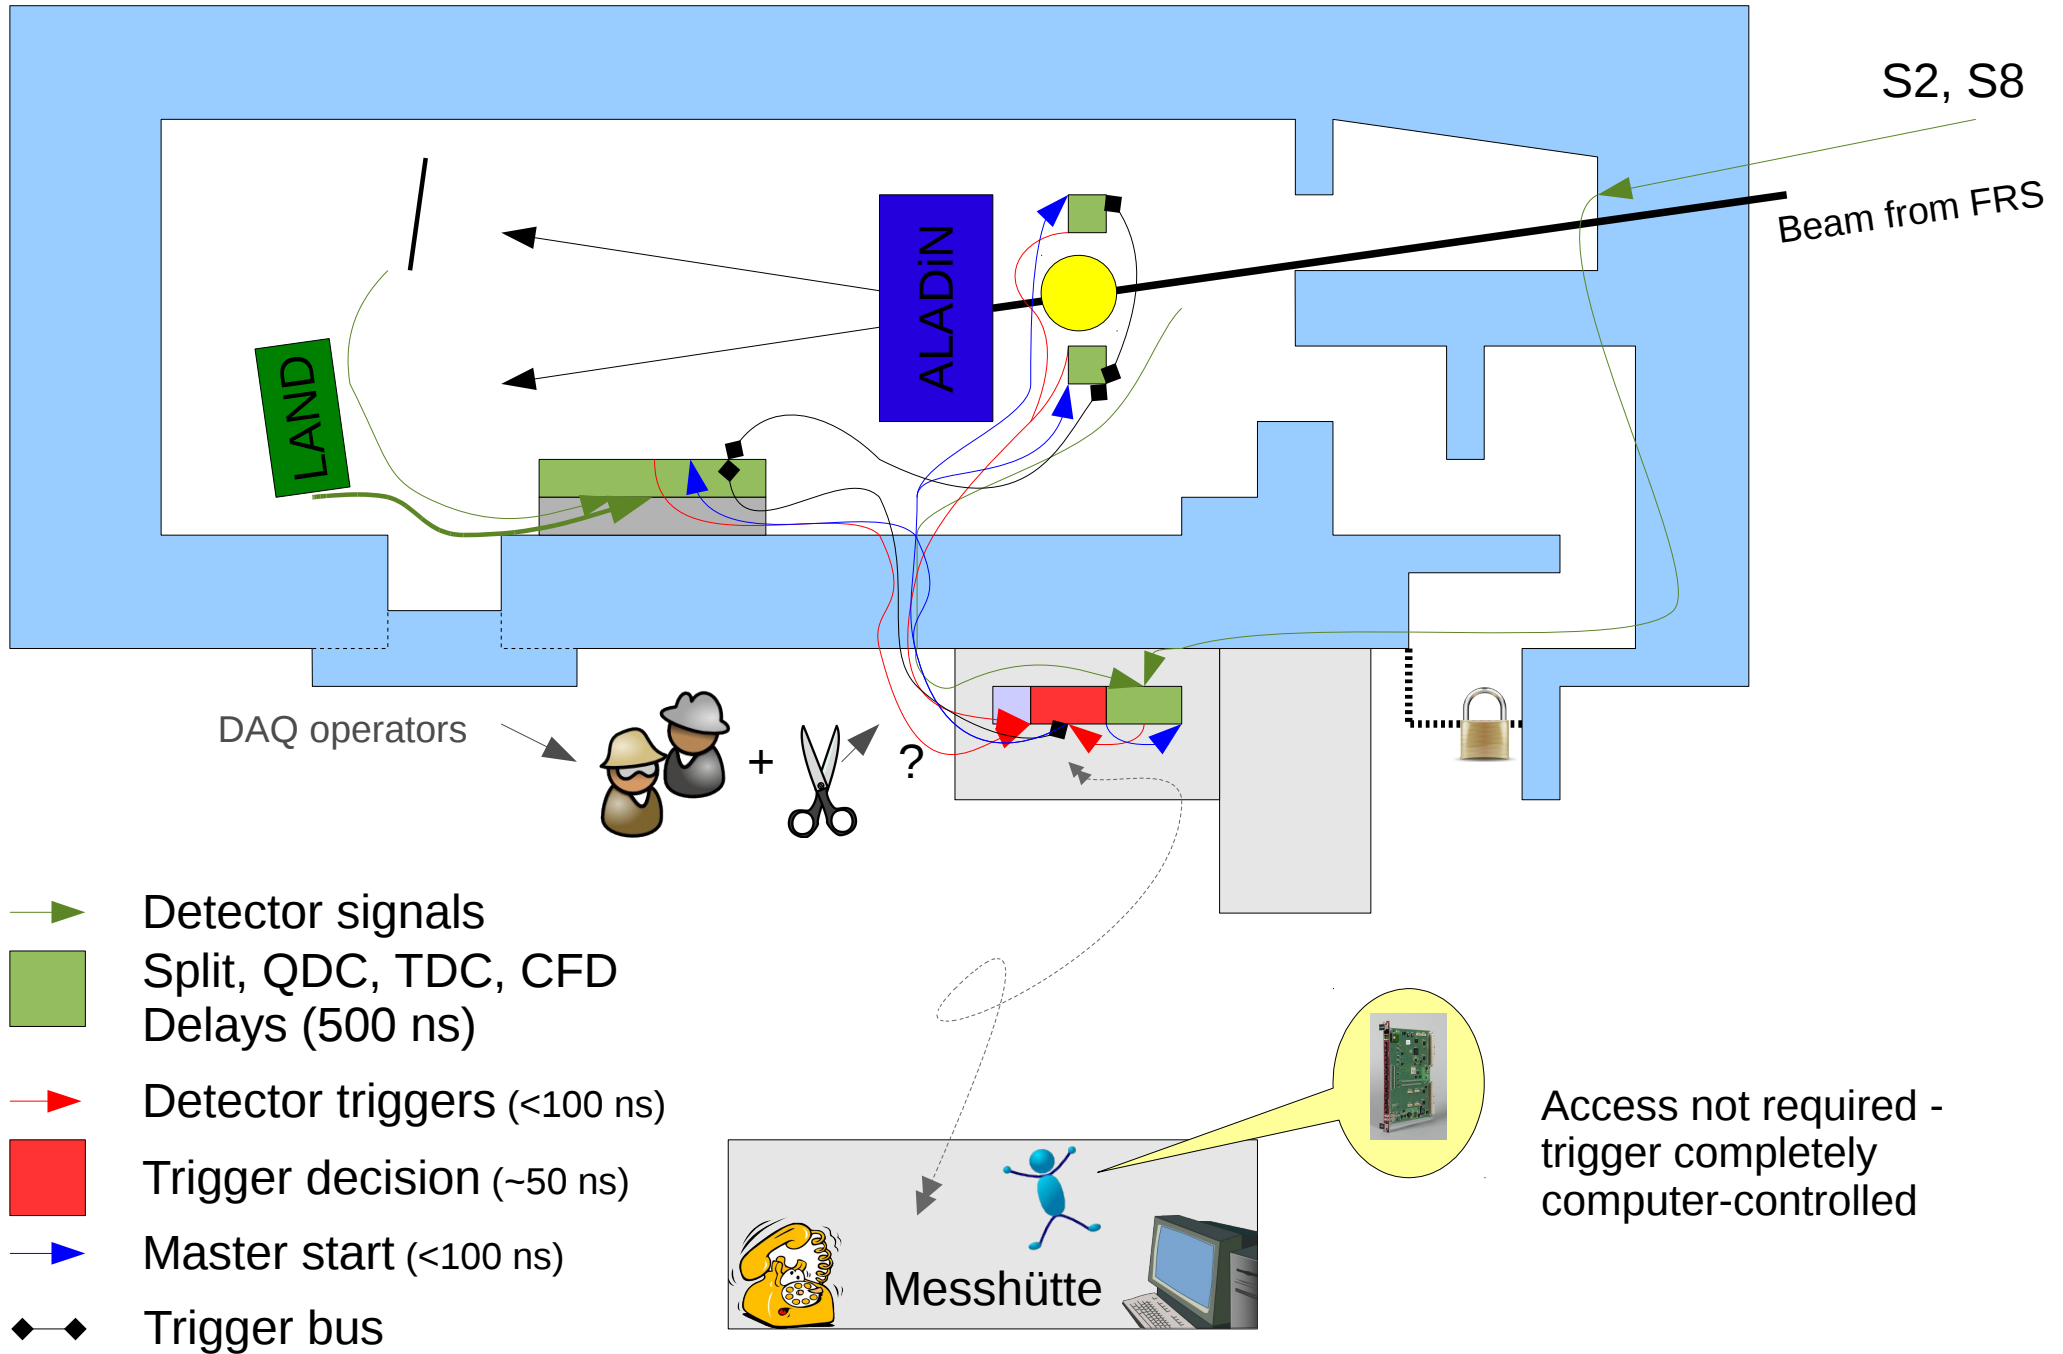 S2, S8
Beam from FRS
ALADiN
LAND
DAQ operators
+
?
Detector signals
Split, QDC, TDC, CFD
Delays (500 ns)
Detector triggers (<100 ns)
Trigger decision (~50 ns)
Master start (<100 ns)
Trigger bus
Messhütte
Access not required -
trigger completely
computer-controlled